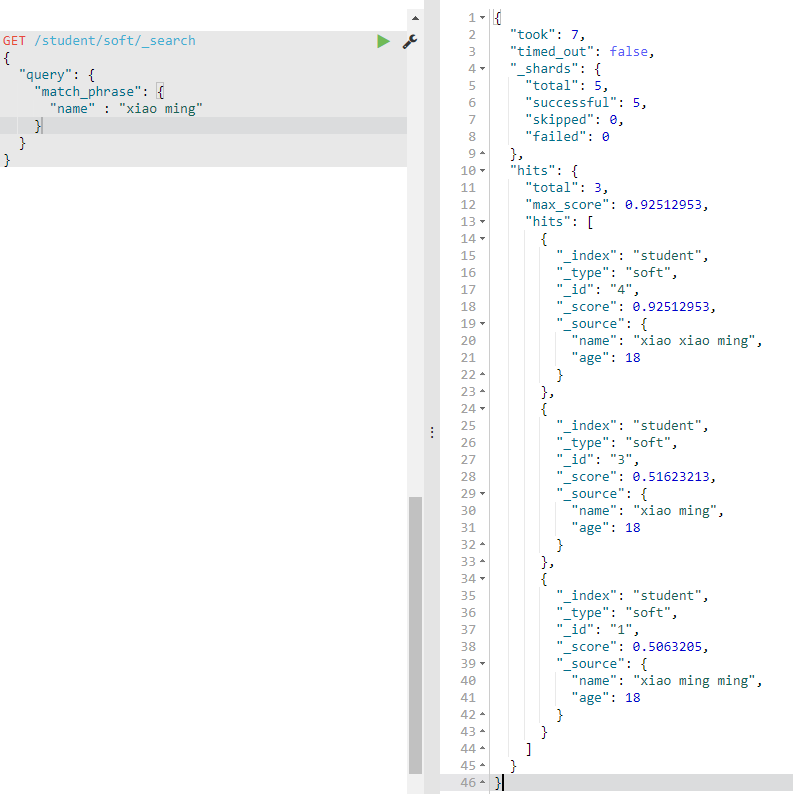 GET /student/soft/_search
{
  "query": {
    "match_phrase": {
      "name" : "xiao ming"
    }
  }
}
1 {
2   "took": 7,
3   "timed_out": false,
4   "_shards": {
5     "total": 5,
6     "successful": 5,
7     "skipped": 0,
8     "failed": 0
9   },
10   "hits": {
11     "total": 3,
12     "max_score": 0.92512953,
13     "hits": [
14       {
15         "_index": "student",
16         "_type": "soft",
17         "_id": "4",
18         "_score": 0.92512953,
19         "_source": {
20           "name": "xiao xiao ming",
21           "age": 18
22         }
23       },
24       {
25         "_index": "student",
26         "_type": "soft",
27         "_id": "3",
28         "_score": 0.51623213,
29         "_source": {
30           "name": "xiao ming",
31           "age": 18
32         }
33       },
34       {
35         "_index": "student",
36         "_type": "soft",
37         "_id": "1",
38         "_score": 0.5063205,
39         "_source": {
40           "name": "xiao ming ming",
41           "age": 18
42         }
43       }
44     ]
45   }
46 }